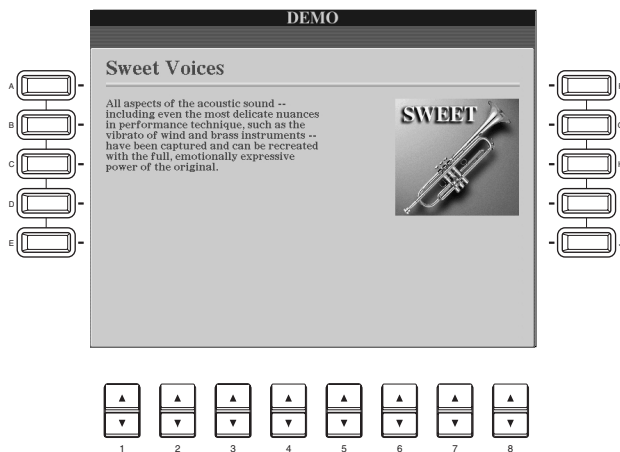 DEMO
Sweet Voices
All aspects of the acoustic sound --
including even the most delicate nuances
in performance technique, such as the
vibrato of wind and brass instruments --
have been captured and can be recreated
with the full, emotionally expressive
power of the original.
SWEET
A
B
C
D
E
1 2 3 4 5 6 7 8